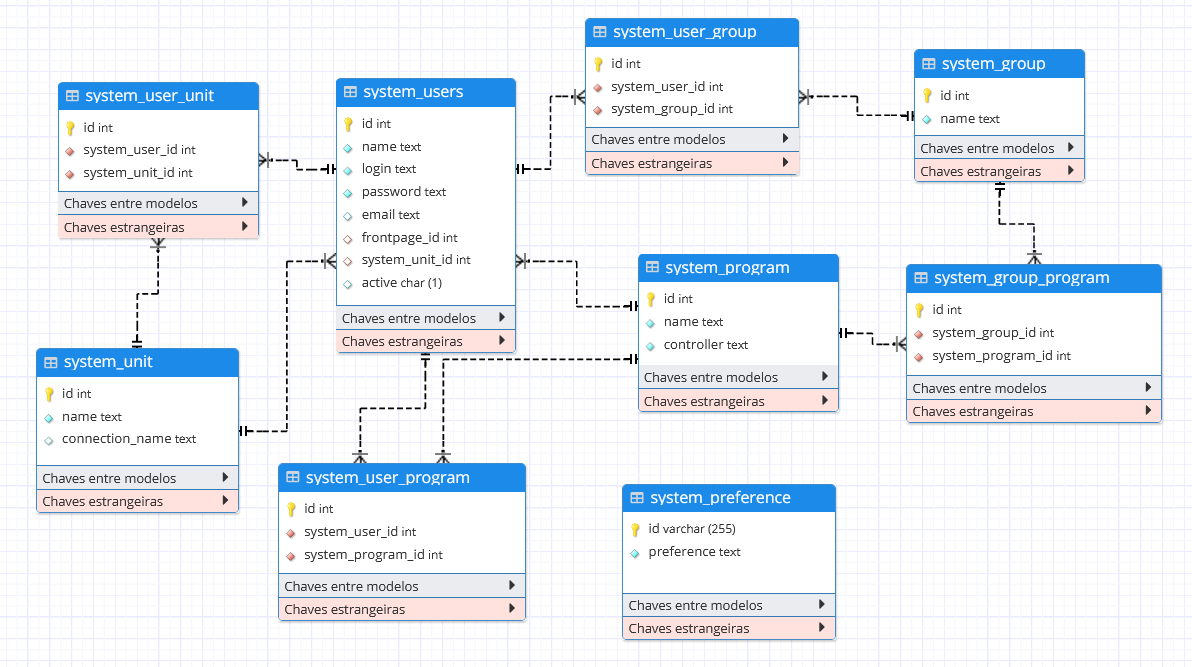 system_user_group
id int
system_user_id int
system_group_id int
Chaves entre modelos
Chaves estrangeiras
system_group
id int
name text
Chaves entre modelos
Chaves estrangeiras
system_user_unit
id int
system_user_id int
system_unit_id int
Chaves entre modelos
Chaves estrangeiras
system_users
id int
name text
login text
password text
email text
frontpage_id int
system_unit_id int
active char (1)
Chaves entre modelos
Chaves estrangeiras
system_program
id int
name text
controller text
Chaves entre modelos
Chaves estrangeiras
system_group_program
id int
system_group_id int
system_program_id int
Chaves entre modelos
Chaves estrangeiras
system_unit
id int
name text
connection_name text
Chaves entre modelos
Chaves estrangeiras
system_user_program
id int
system_user_id int
system_program_id int
Chaves entre modelos
Chaves estrangeiras
system_preference
id varchar (255)
preference text
Chaves entre modelos
Chaves estrangeiras